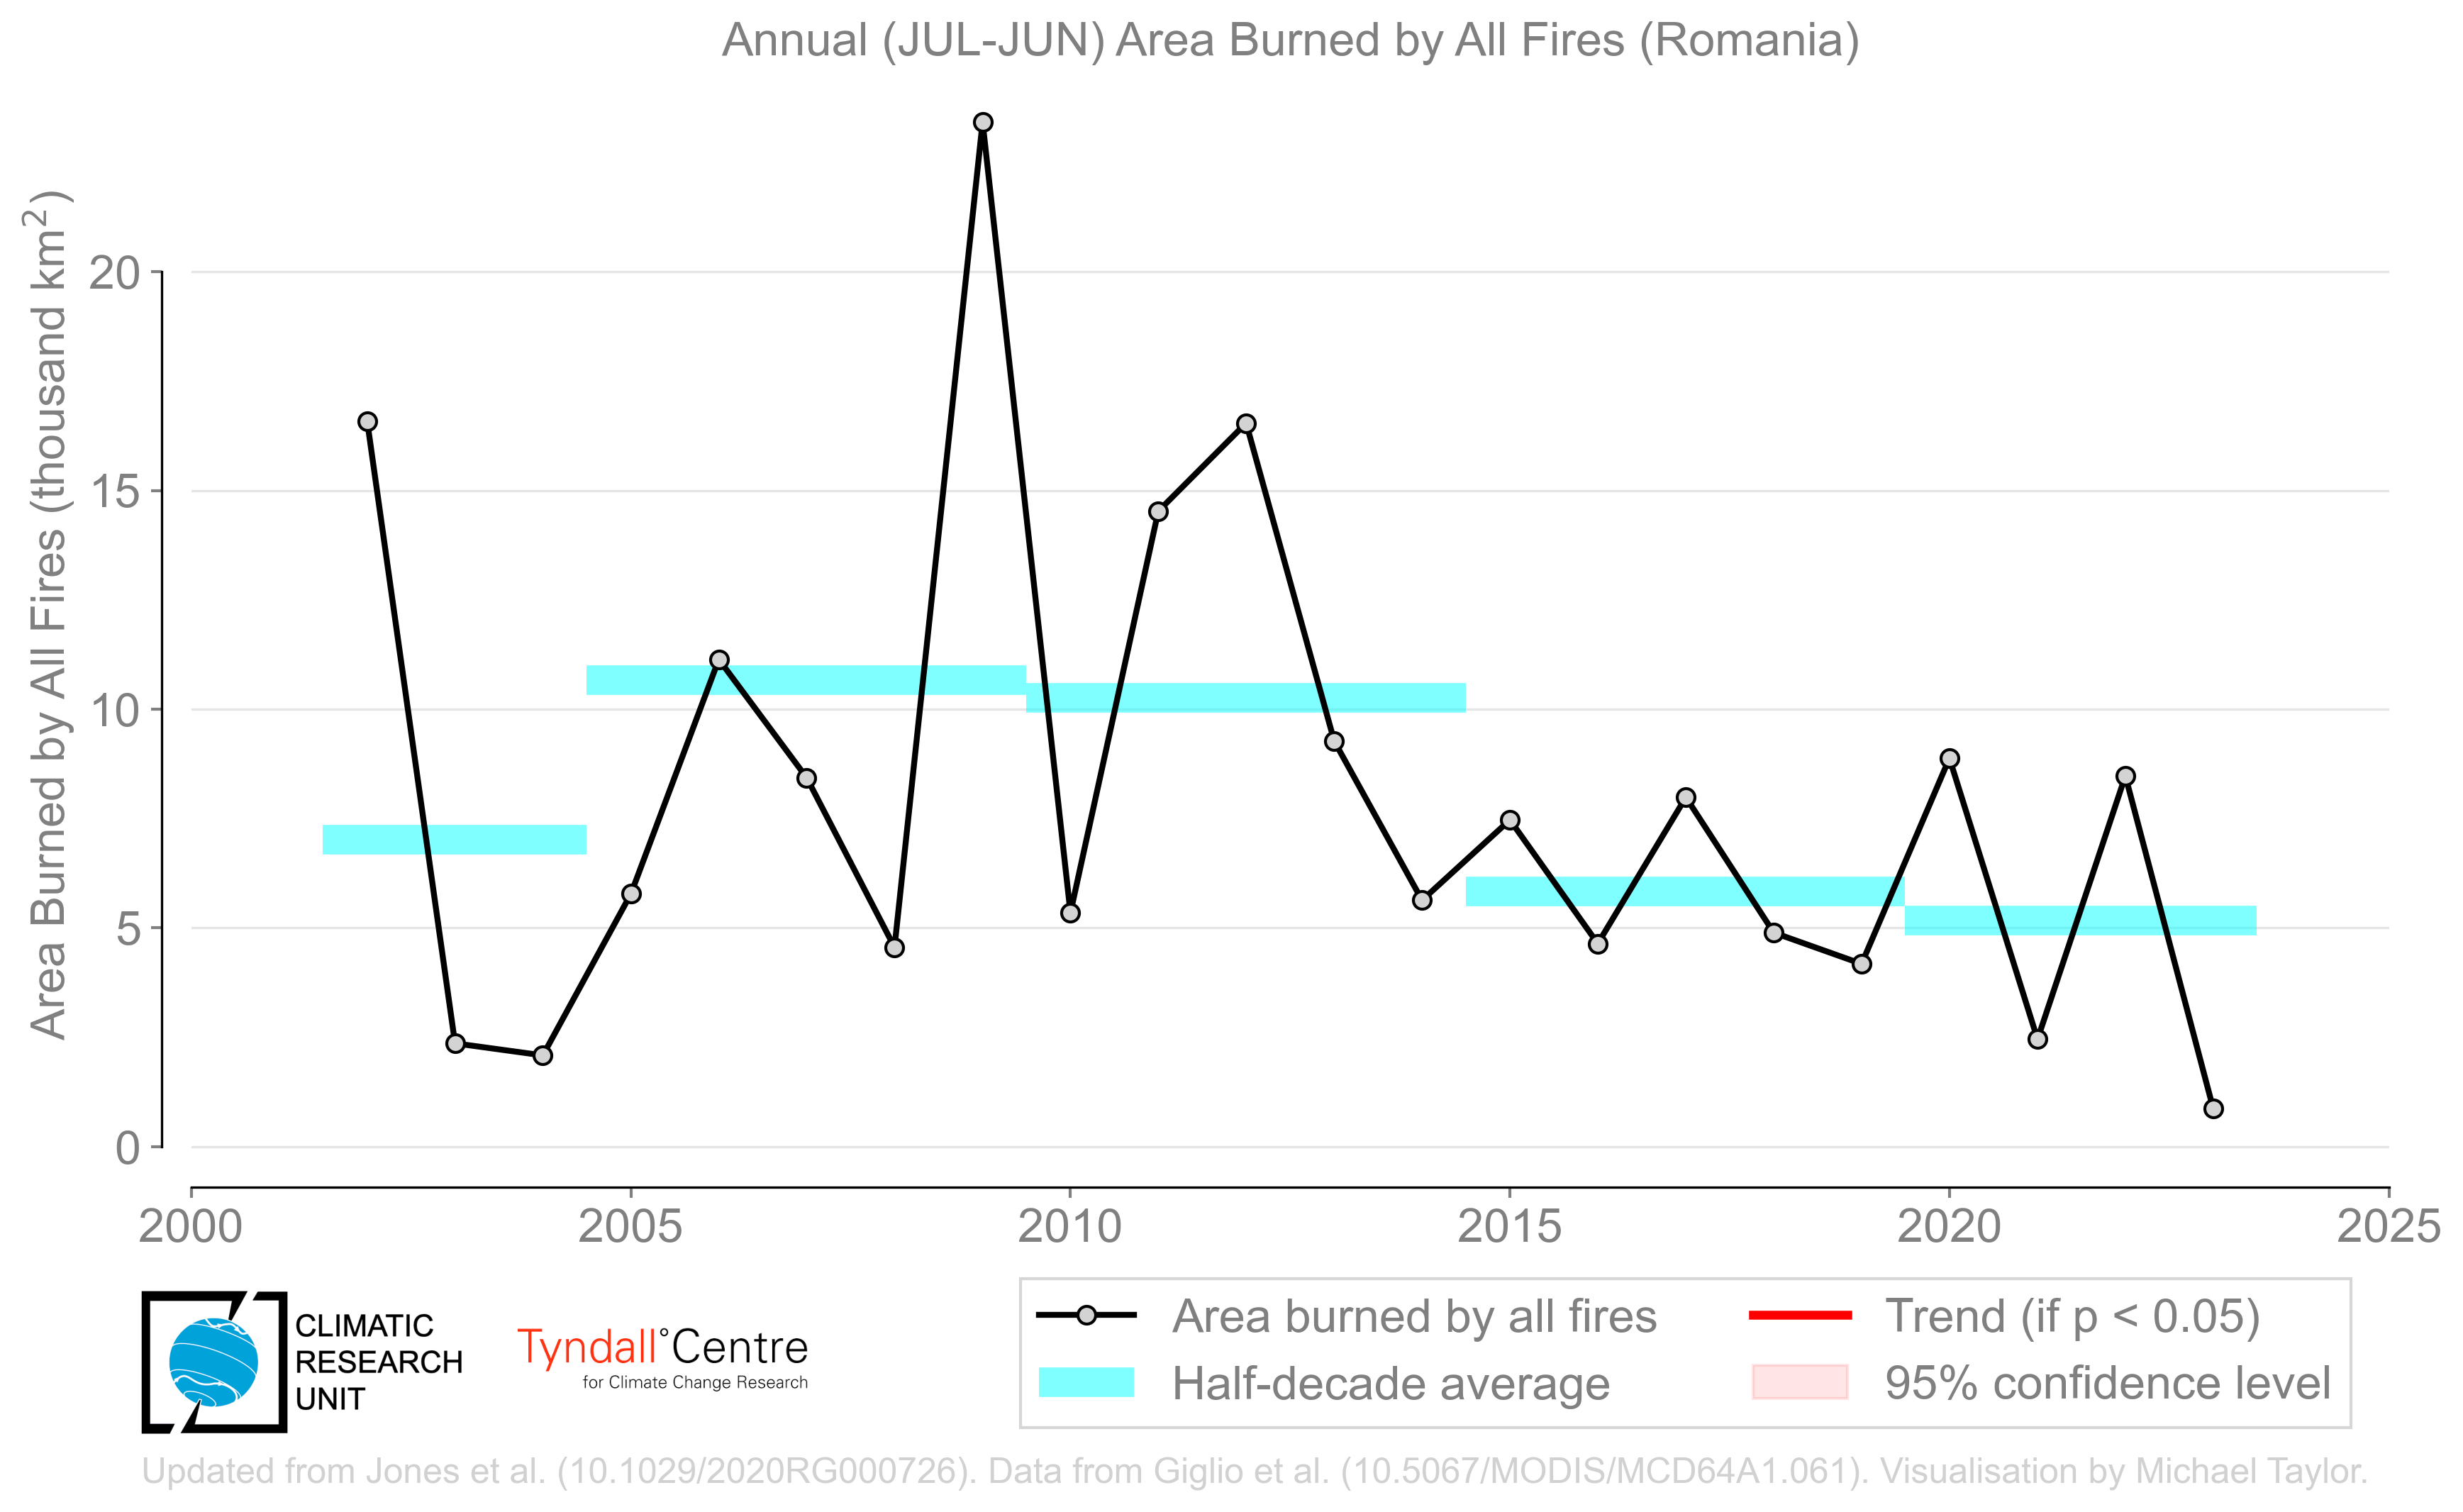 Annual (JUL-JUN) Area Burned by All Fires (Romania)
Area Burned by All Fires (thousand km²)
20
15
10
5
0
2000 2005 2010 2015 2020 2025
CLIMATIC
RESEARCH
UNIT
Tyndall°Centre
for Climate Change Research
Area burned by all fires
Half-decade average
Trend (if p < 0.05)
95% confidence level
Updated from Jones et al. (10.1029/2020RG000726). Data from Giglio et al. (10.5067/MODIS/MCD64A1.061). Visualisation by Michael Taylor.